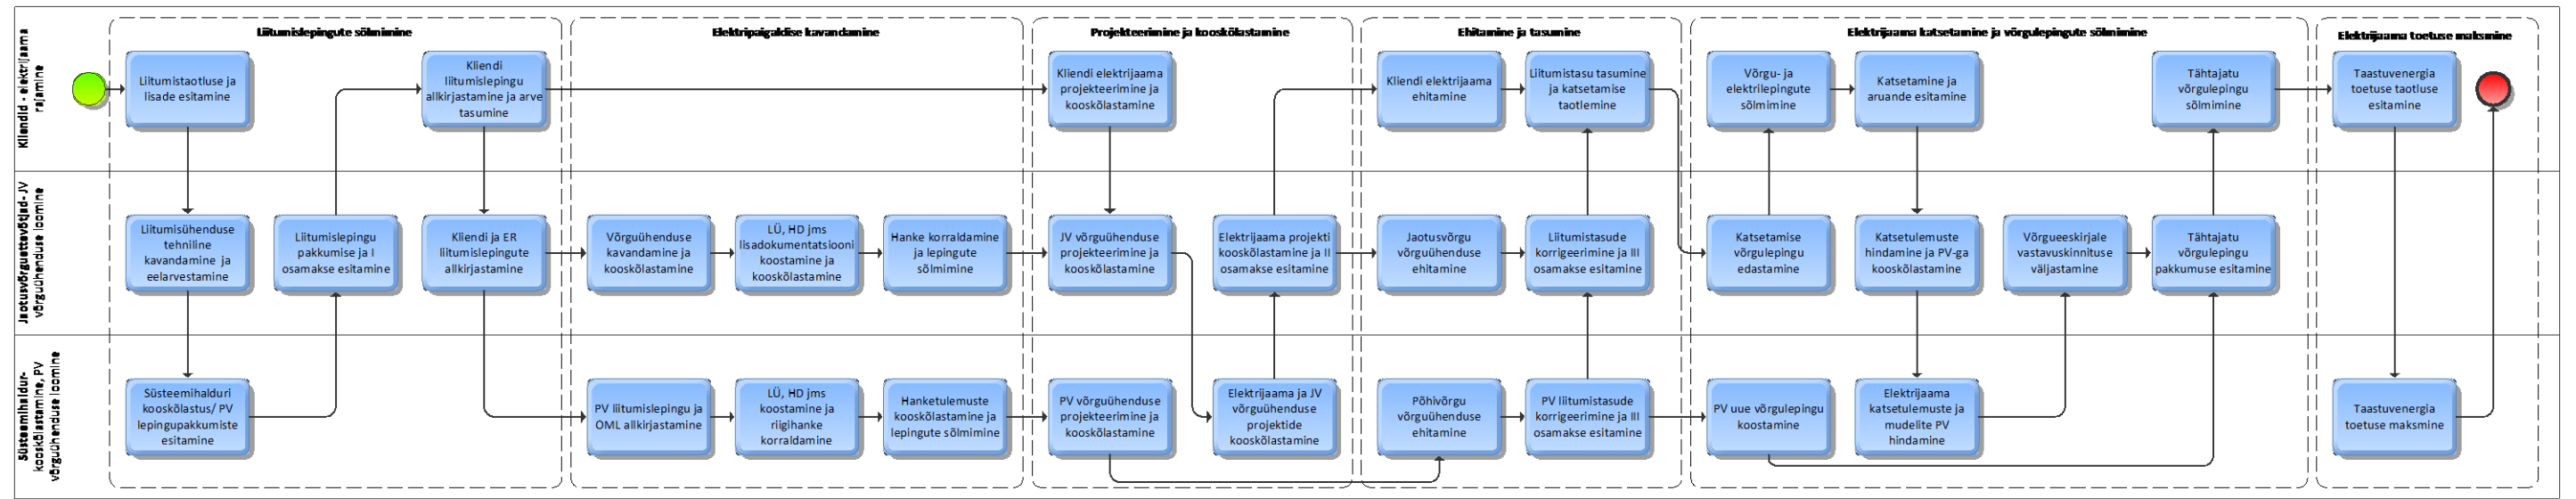 Kliendid - elektrijaama
rajamine
Liitumislepingute sõlmimine
Elektripaigaldise kavandamine
Projekteerimine ja kooskõlastamine
Ehitamine ja tasumine
Elektrijaama katsetamine ja võrgulepingute sõlmimine
Elektrijaama toetuse maksmine
Liitumistaotluse ja
lisade esitamine
Kliendi
liitumislepingu
allkirjastamine ja arve
tasumine
Kliendi elektrijaama
projekteerimine ja
kooskõlastamine
Kliendi elektrijaama
ehitamine
Liitumistasu tasumine
ja katsetamise
taotlemine
Võrgu- ja
elektrilepingute
sõlmimine
Katsetamine ja
aruande esitamine
Tähtajatu
võrgulepingu
sõlmimine
Taastuvenergia
toetuse taotluse
esitamine
Jaotusvõrguettevõtjad- JV
võrguühenduse loomine
Liitumisühenduse
tehniline
kavandamine ja
eelarvestamine
Liitumislepingu
pakkumise ja I
osamakse esitamine
Kliendi ja ER
liitumislepingute
allkirjastamine
Võrguühenduse
kavandamine ja
kooskõlastamine
LÜ, HD jms
lisadokumentatsiooni
koostamine ja
kooskõlastamine
Hanke korraldamine
ja lepingute
sõlmimine
JV võrguühenduse
projekteerimine ja
kooskõlastamine
Elektrijaama projekti
kooskõlastamine ja II
osamakse esitamine
Jaotusvõrgu
võrguühenduse
ehitamine
Liitumistasude
korrigeerimine ja III
osamakse esitamine
Katsetamise
võrgulepingu
edastamine
Katsetulemuste
hindamine ja PV-ga
kooskõlastamine
Võrgueeskirjale
vastavuskinnituse
väljastamine
Tähtajatu
võrgulepingu
pakkumuse esitamine
Süsteemihaldur-
kooskõlastamine, PV
võrguühenduse loomine
Süsteemihalduri
kooskõlastus/ PV
lepingupakkumiste
esitamine
PV liitumislepingu ja
OML allkirjastamine
LÜ, HD jms
koostamine ja
riigihanke
korraldamine
Hanketulemuste
kooskõlastamine ja
lepingute sõlmimine
PV võrguühenduse
projekteerimine ja
kooskõlastamine
Elektrijaama ja JV
võrguühenduse
projektide
kooskõlastamine
Põhivõrgu
võrguühenduse
ehitamine
PV liitumistasude
korrigeerimine ja III
osamakse esitamine
PV uue võrgulepingu
koostamine
Elektrijaama
katsetulemuste ja
mudelite PV
hindamine
Taastuvenergia
toetuse maksmine